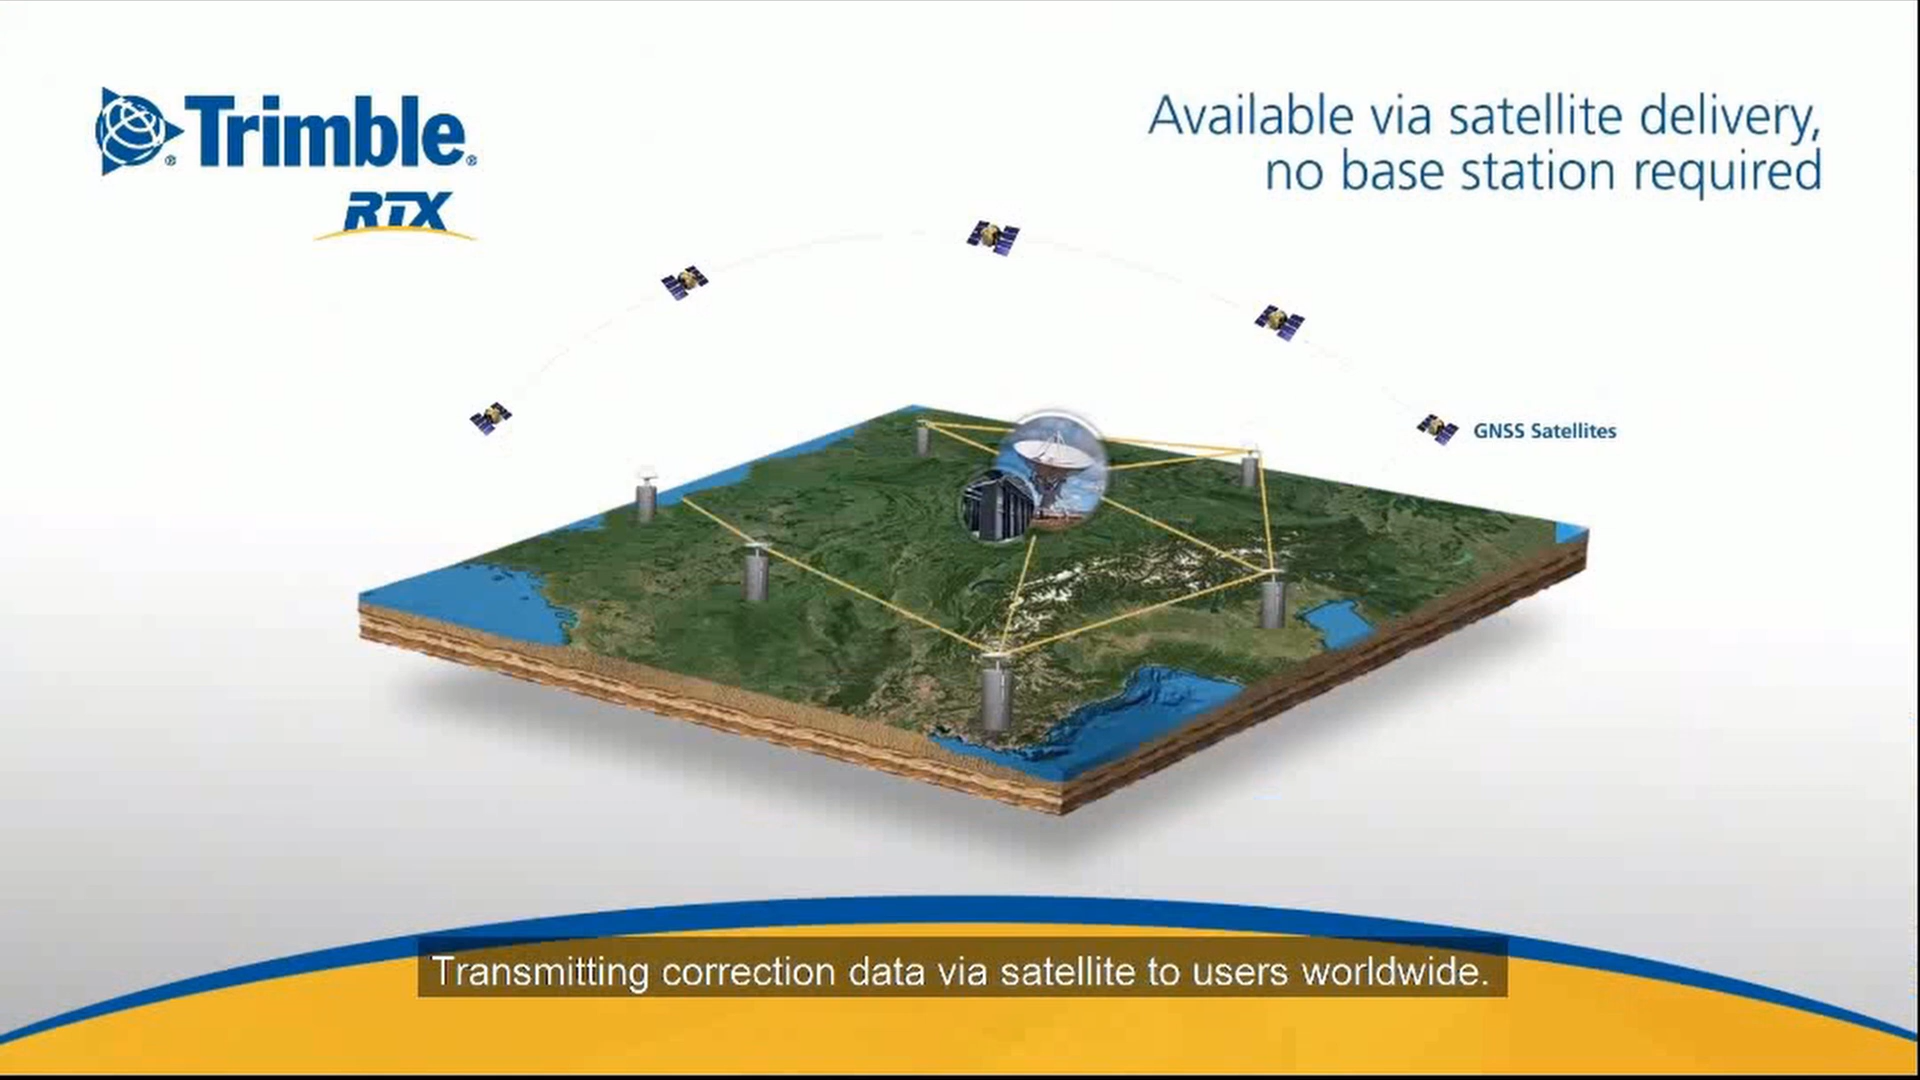 Trimble
RTX
Available via satellite delivery,
no base station required
GNSS Satellites
Transmitting correction data via satellite to users worldwide.